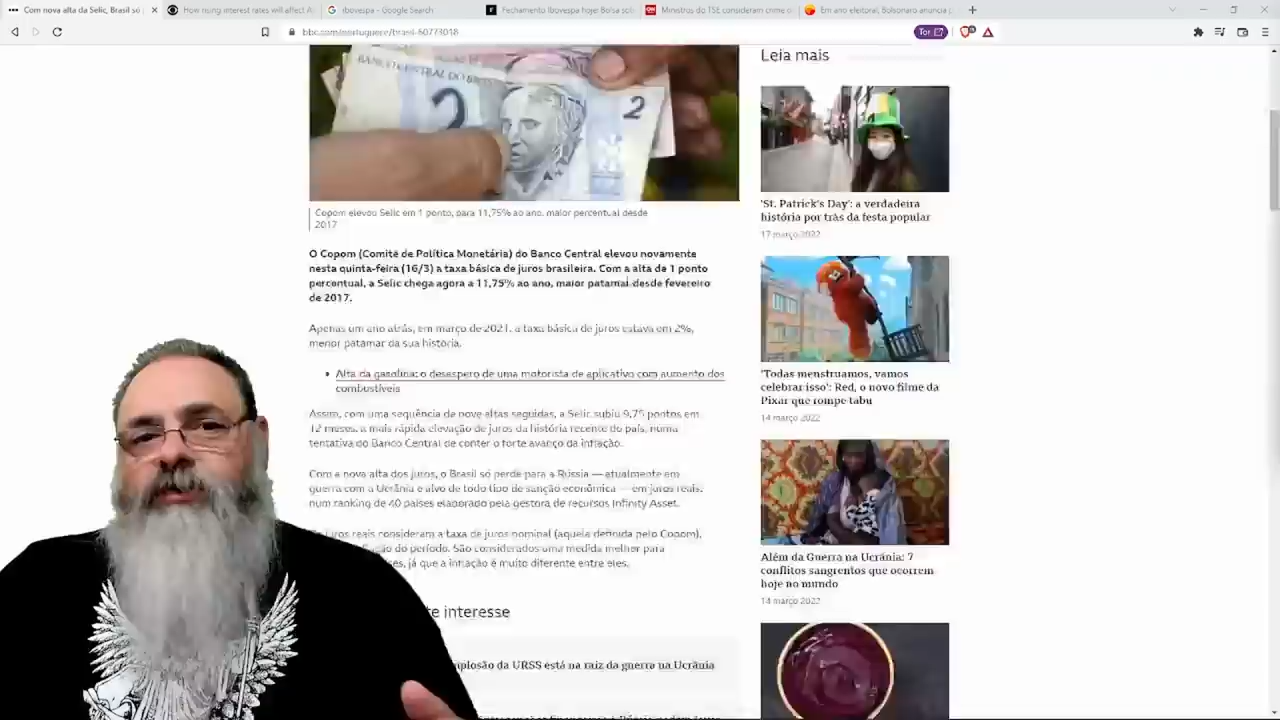 Com nova alta da Selic, Brasil só
How rising interest rates will affect
ibovespa - Google Search
Fechamento Ibovespa hoje: Bolsa
Ministros do TSE consideram crime
Em ano eleitoral, Bolsonaro anuncia
bbc.com/portuguese/brasil-60773018
Tor
BANCO CENTRAL DO
2
2
Copom elevou Selic em 1 ponto, para 11,75% ao ano, maior percentual desde
2017
O Copom (Comitê de Política Monetária) do Banco Central elevou novamente
nesta quinta-feira (16/3) a taxa básica de juros brasileira. Com a alta de 1 ponto
percentual, a Selic chega agora a 11,75% ao ano, maior patamar desde fevereiro
de 2017.
Apenas um ano atrás, em março de 2021, a taxa básica de juros estava em 2%,
menor patamar da sua história.
Alta da gasolina: o desespero de uma motorista de aplicativo com aumento dos
combustíveis
Assim, com uma sequência de nove altas seguidas, a Selic subiu 9,75 pontos em
12 meses, a mais rápida elevação de juros da história recente do país, numa
tentativa do Banco Central de conter o forte avanço da inflação.
Com a nova alta dos juros, o Brasil só perde para a Rússia — atualmente em
guerra com a Ucrânia e alvo de todo tipo de sanção econômica — em juros reais,
num ranking de 40 países elaborado pela gestora de recursos Infinity Asset.
juros reais consideram a taxa de juros nominal (aquela definida pelo Copom),
do período. São considerados uma medida melhor para
já que a inflação é muito diferente entre eles.
te interesse
mplosão da URSS está na raiz da guerra na Ucrânia
Leia mais
'St. Patrick's Day': a verdadeira
história por trás da festa popular
17 março 2022
'Todas menstruamos, vamos
celebrar isso': Red, o novo filme da
Pixar que rompe tabu
14 março 2022
Além da Guerra na Ucrânia: 7
conflitos sangrentos que ocorrem
hoje no mundo
14 março 2022